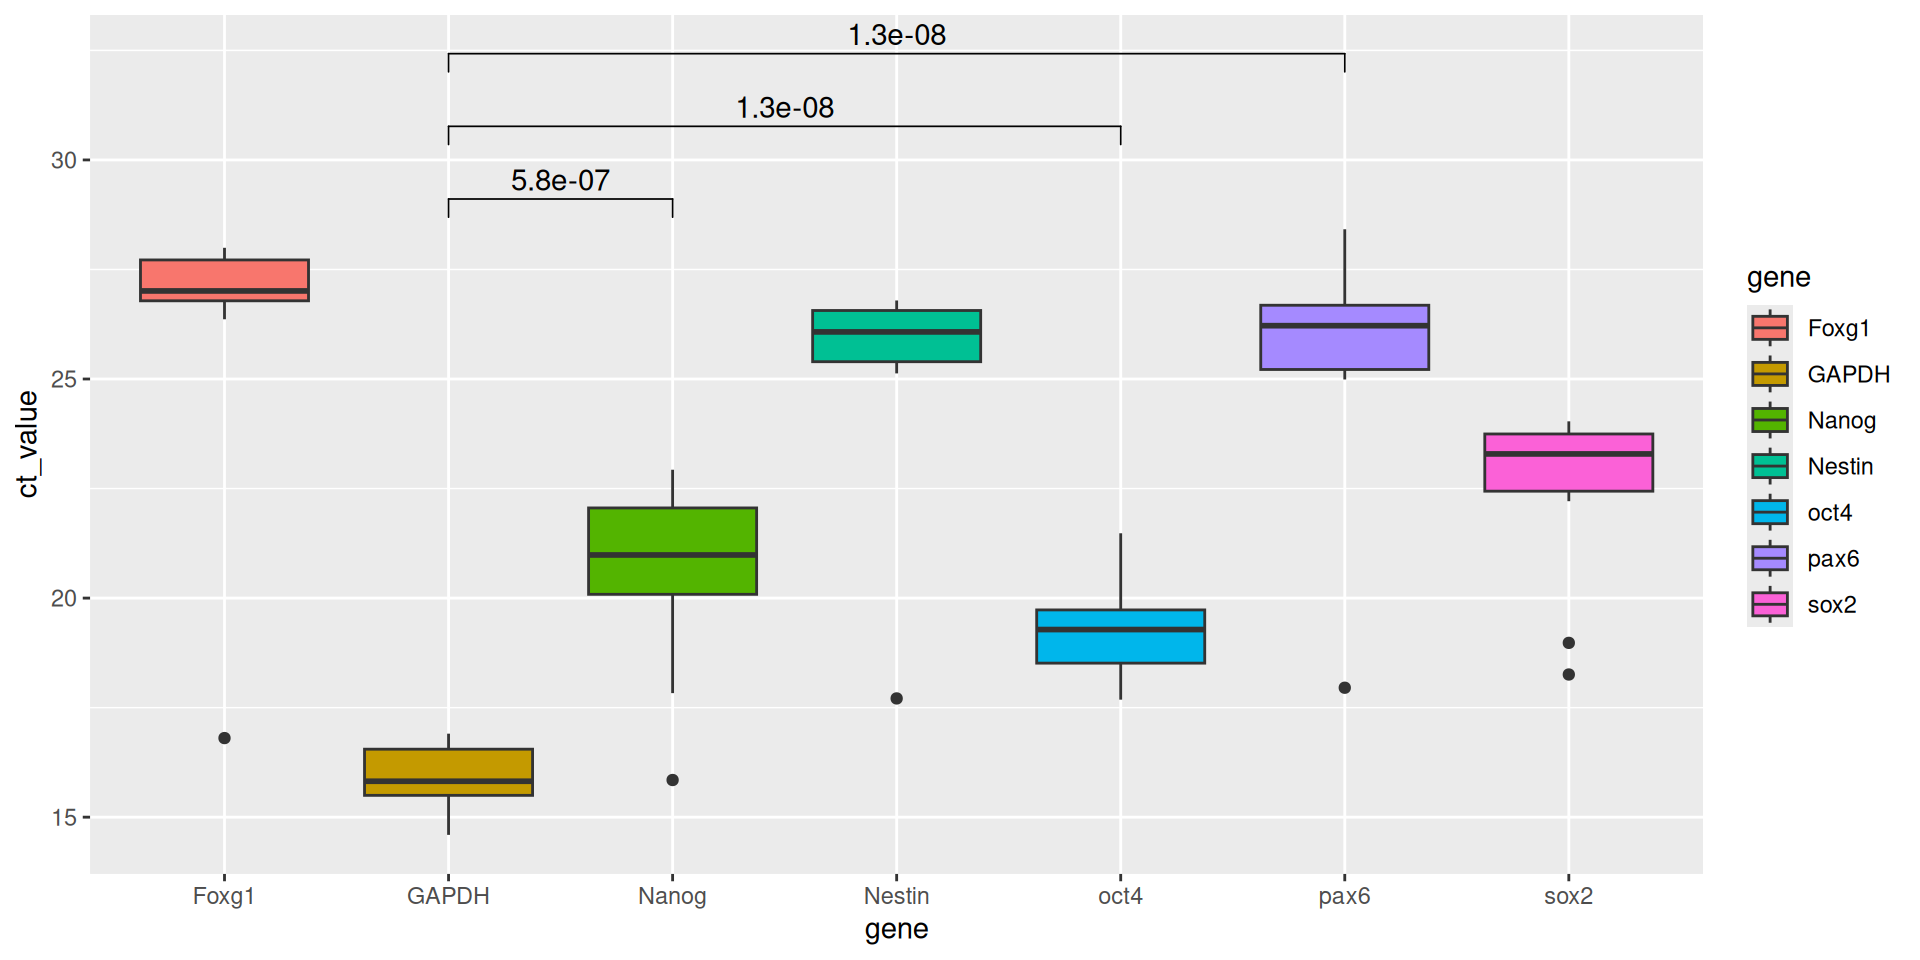 1.3e-08
1.3e-08
5.8e-07
30
25
20
15
ct_value
Foxg1 GAPDH Nanog Nestin oct4 pax6 sox2
gene
gene
Foxg1
GAPDH
Nanog
Nestin
oct4
pax6
sox2